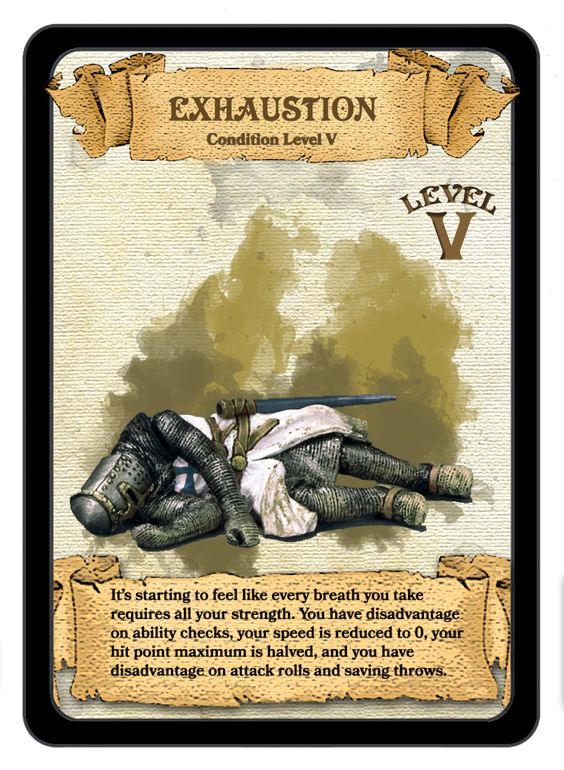 EXHAUSTION
Condition Level V
LEVEL
V
It's starting to feel like every breath you take
requires all your strength. You have disadvantage
on ability checks, your speed is reduced to 0, your
hit point maximum is halved, and you have
disadvantage on attack rolls and saving throws.